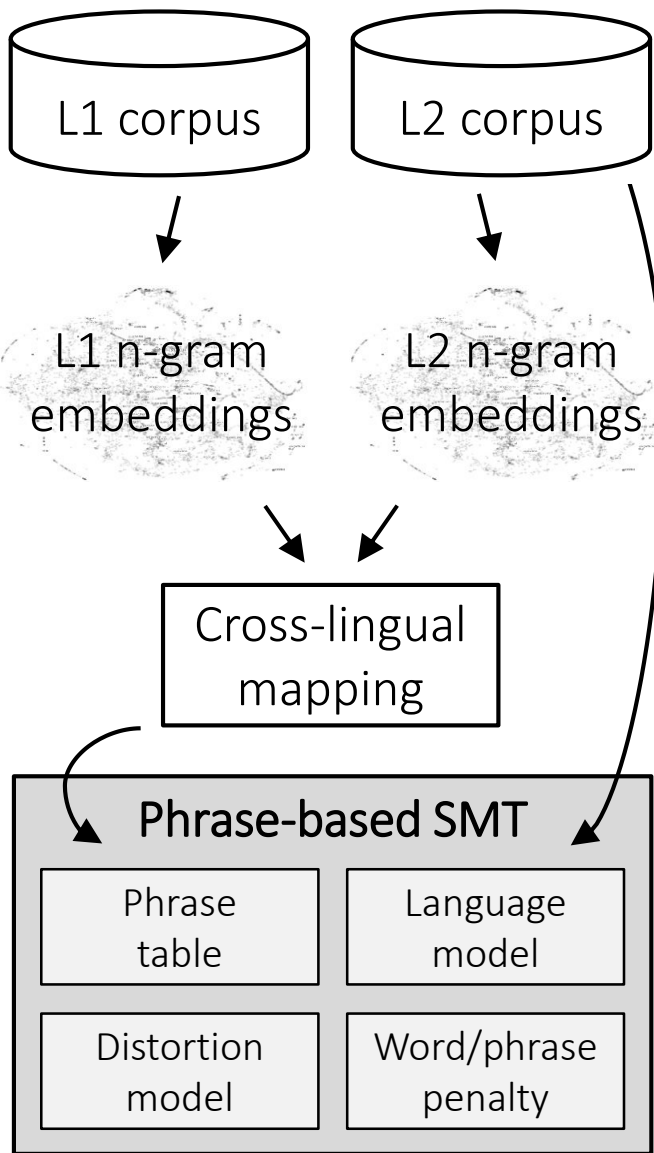 L1 corpus
L2 corpus
L1 n-gram
embeddings
L2 n-gram
embeddings
Cross-lingual
mapping
Phrase-based SMT
Phrase
table
Language
model
Distortion
model
Word/phrase
penalty